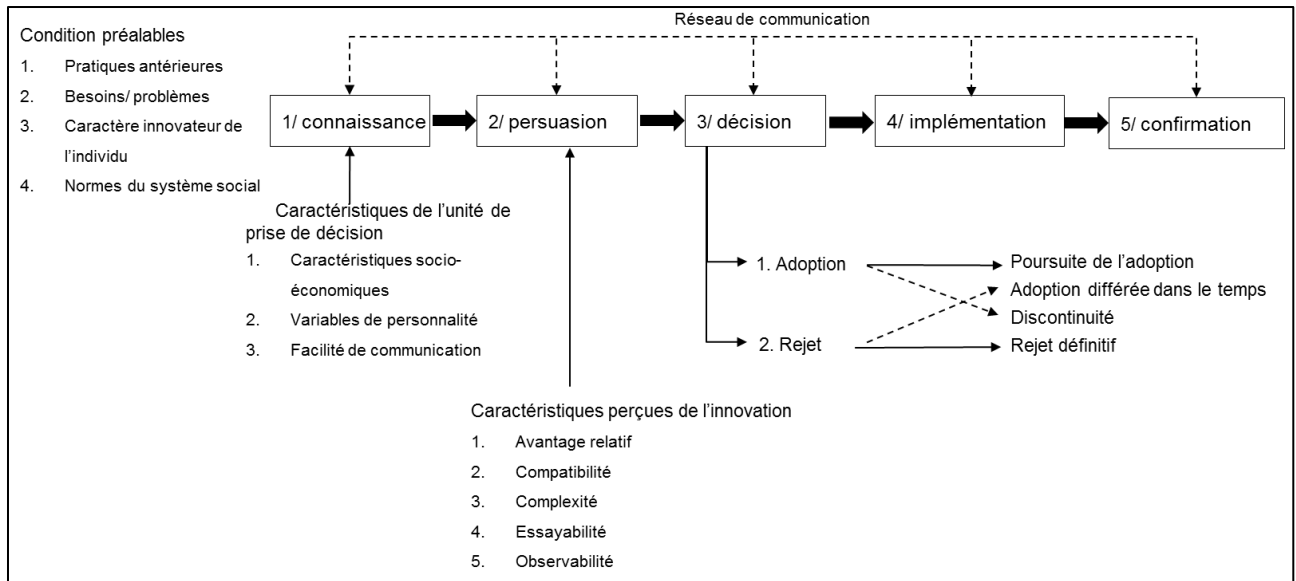 Réseau de communication
Condition préalables
1. Pratiques antérieures
2. Besoins/ problèmes
3. Caractère innovateur de
l'individu
4. Normes du système social
1/ connaissance
2/ persuasion
3/ décision
4/ implémentation
5/ confirmation
Caractéristiques de l'unité de
prise de décision
1. Caractéristiques socio-
économiques
2. Variables de personnalité
3. Facilité de communication
1. Adoption
2. Rejet
Poursuite de l'adoption
Adoption différée dans le temps
Discontinuité
Rejet définitif
Caractéristiques perçues de l'innovation
1. Avantage relatif
2. Compatibilité
3. Complexité
4. Essayabilité
5. Observabilité